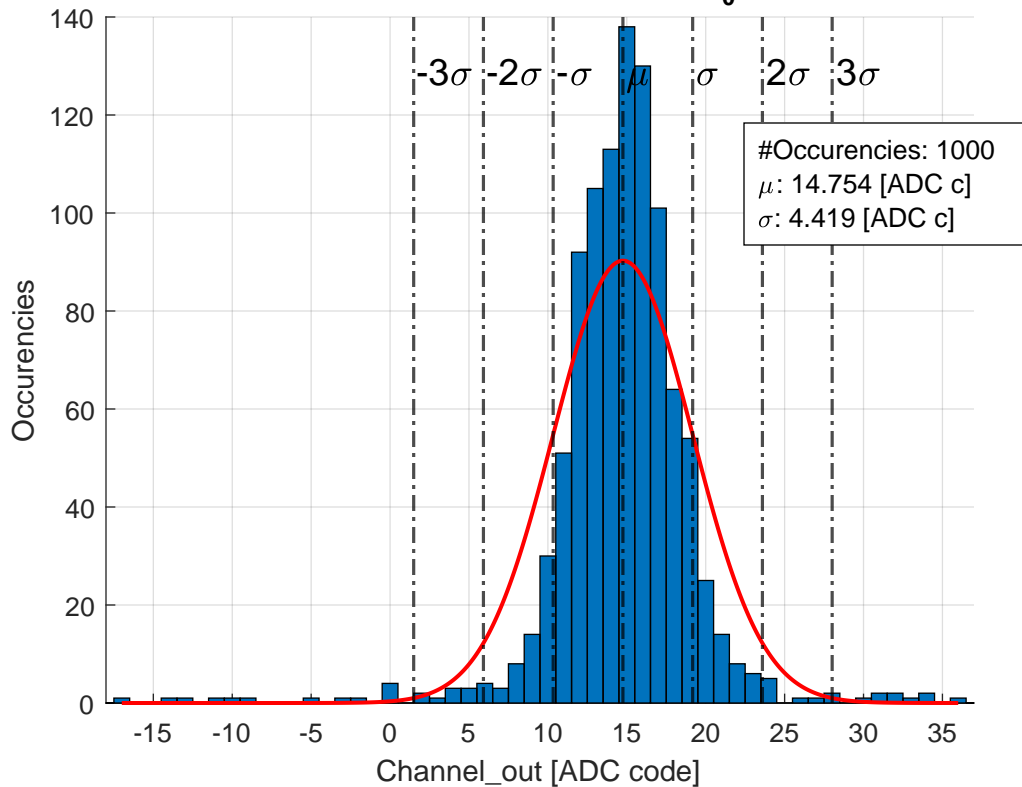 140
120
100
80
60
40
20
0
Occurencies
-3σ -2σ -σ μ σ 2σ 3σ
#Occurencies: 1000
μ: 14.754 [ADC c]
σ: 4.419 [ADC c]
-15 -10 -5 0 5 10 15 20 25 30 35
Channel_out [ADC code]